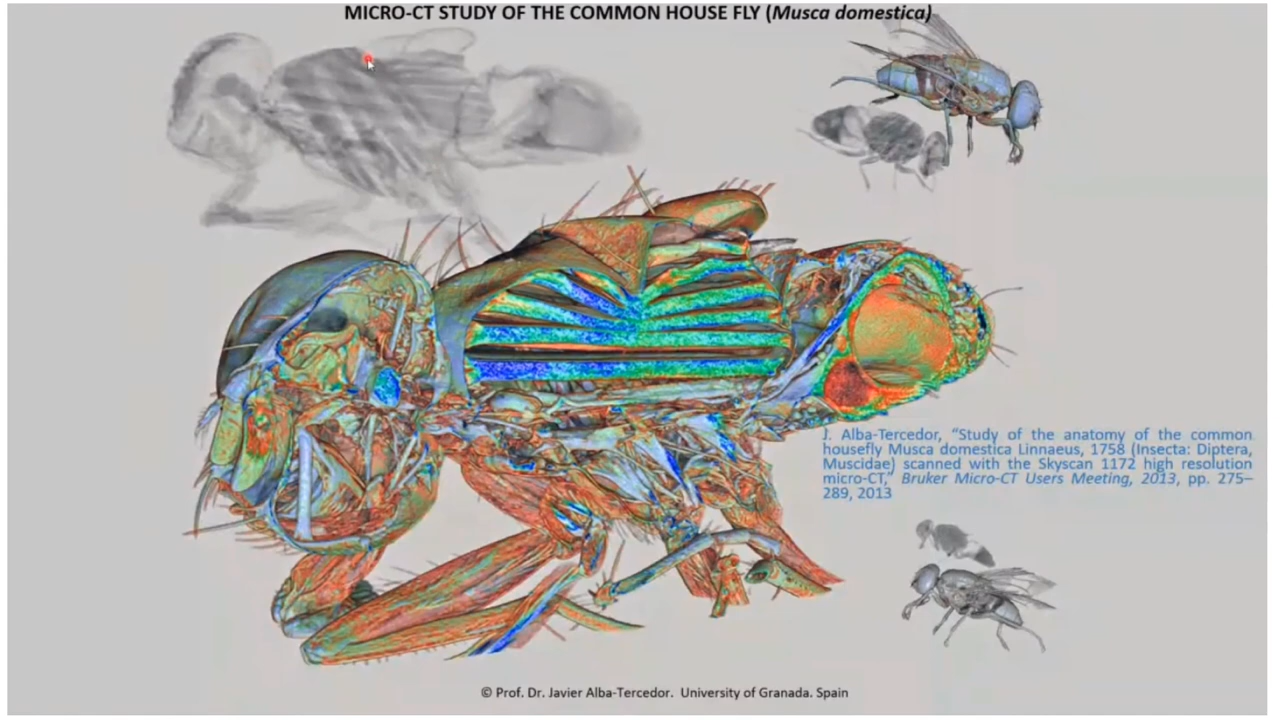 MICRO-CT STUDY OF THE COMMON HOUSE FLY (Musca domestica)
J. Alba-Tercedor, “Study of the anatomy of the common
housefly Musca domestica Linnaeus, 1758 (Insecta: Diptera,
Muscidae) scanned with the Skyscan 1172 high resolution
micro-CT,” Bruker Micro-CT Users Meeting, 2013, pp. 275–
289, 2013
© Prof. Dr. Javier Alba-Tercedor. University of Granada. Spain